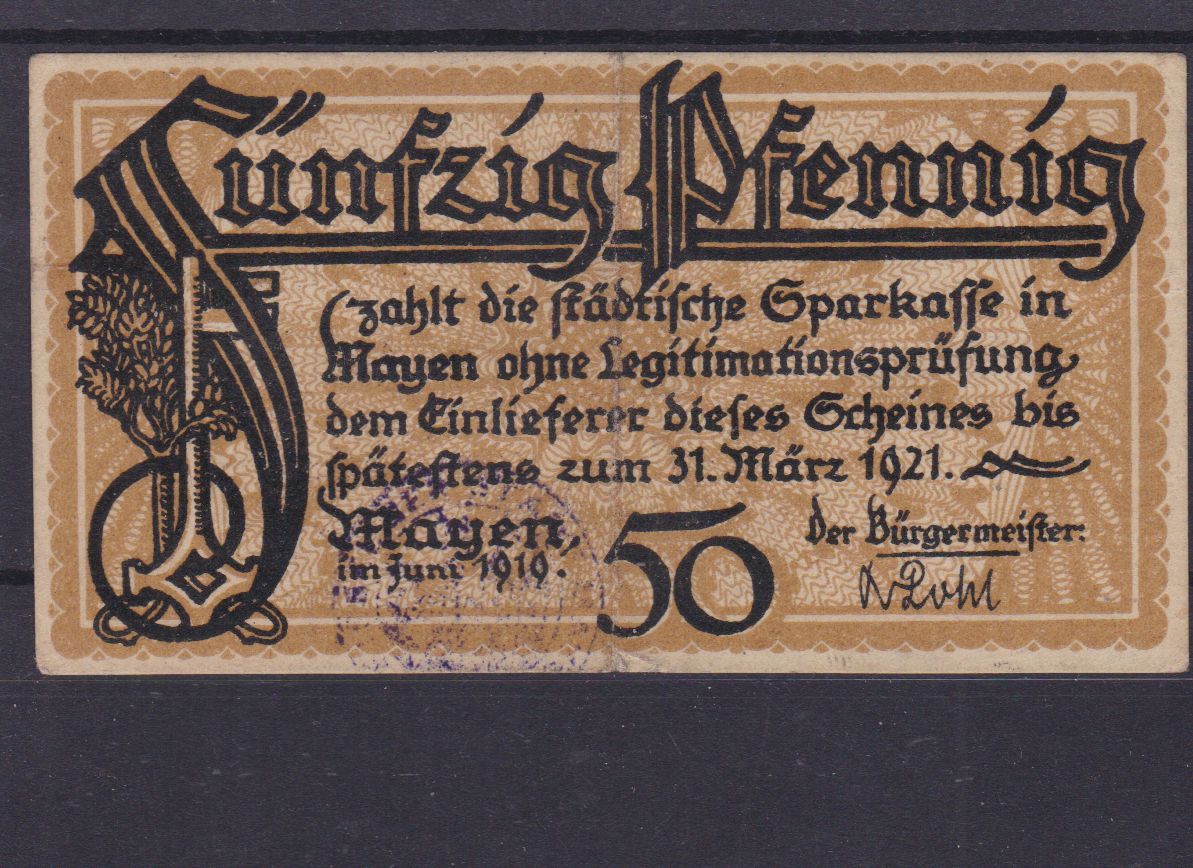 Fünfzig Pfennig
zahlt die städtische Sparkasse in
Mayen ohne Legitimationsprüfung
dem Einlieferer dieses Scheines bis
spätestens zum 31. März 1921.
Mayen,
im Juni 1919.
50
Der Bürgermeister: